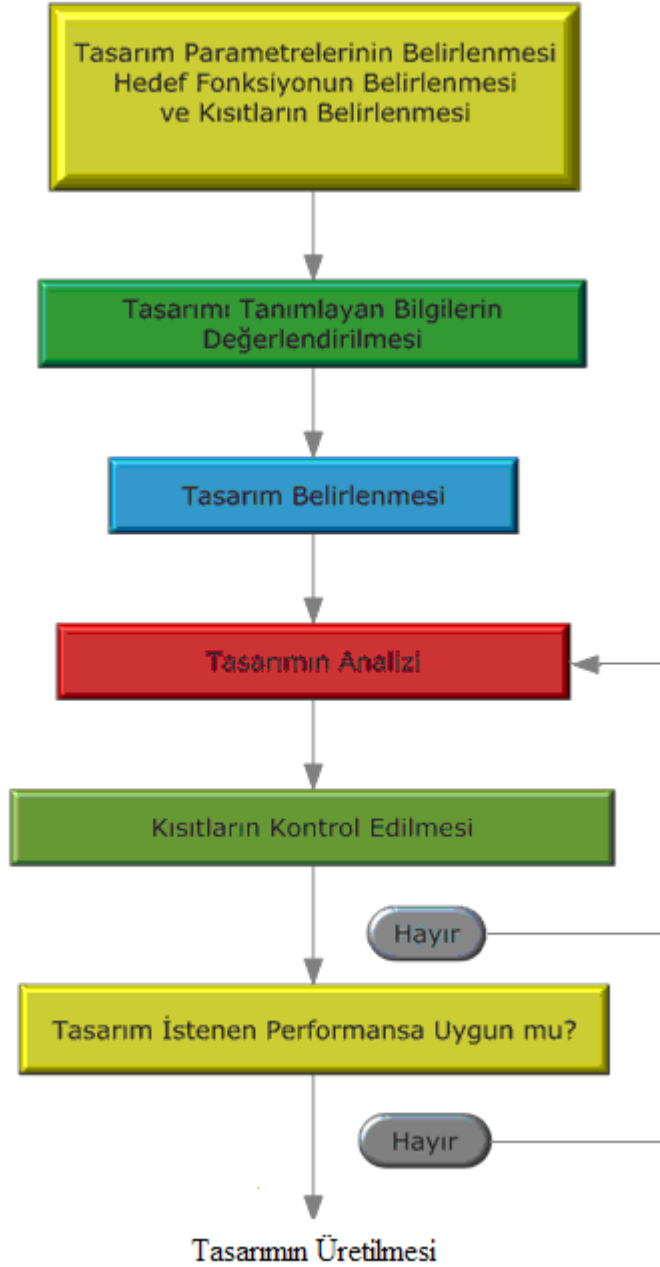 Tasarım Parametrelerinin Belirlenmesi
Hedef Fonksiyonun Belirlenmesi
ve Kısıtların Belirlenmesi
Tasarımı Tanımlayan Bilgilerin
Değerlendirilmesi
Tasarım Belirlenmesi
Tasarımın Analizi
Kısıtların Kontrol Edilmesi
Hayır
Tasarım İstenen Performansa Uygun mu?
Hayır
Tasarımın Üretilmesi